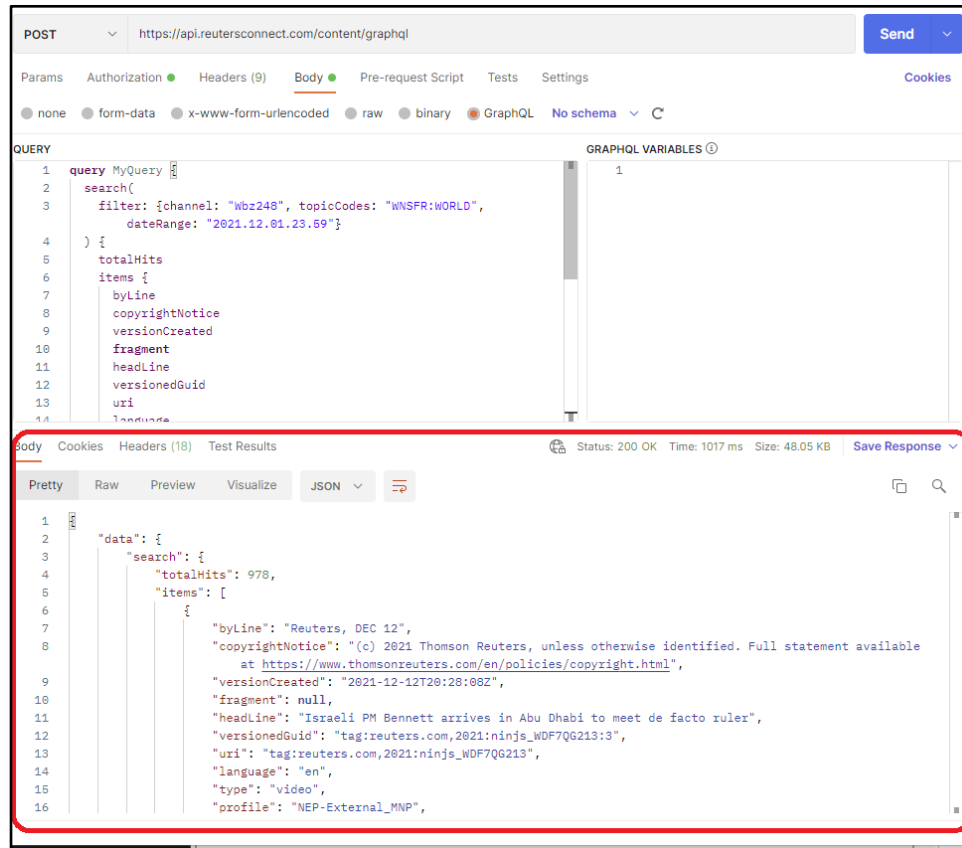 POST https://api.reutersconnect.com/content/graphql Send
Params Authorization Headers (9) Body Pre-request Script Tests Settings Cookies
none form-data x-www-form-urlencoded raw binary GraphQL No schema
QUERY GRAPHQL VARIABLES
1 query MyQuery { 1
2 search(
3 filter: {channel: "Wbz248", topicCodes: "WNSFR:WORLD",
dateRange: "2021.12.01.23.59"}
4 ) {
5 totalHits
6 items {
7 byLine
8 copyrightNotice
9 versionCreated
10 fragment
11 headLine
12 versionedGuid
13 uri
14 language
Body Cookies Headers (18) Test Results Status: 200 OK Time: 1017 ms Size: 48.05 KB Save Response
Pretty Raw Preview Visualize JSON
1 {
2 "data": {
3 "search": {
4 "totalHits": 978,
5 "items": [
6 {
7 "byLine": "Reuters, DEC 12",
8 "copyrightNotice": "(c) 2021 Thomson Reuters, unless otherwise identified. Full statement available
at https://www.thomsonreuters.com/en/policies/copyright.html",
9 "versionCreated": "2021-12-12T20:28:08Z",
10 "fragment": null,
11 "headLine": "Israeli PM Bennett arrives in Abu Dhabi to meet de facto ruler",
12 "versionedGuid": "tag:reuters.com,2021:ninjs_WDF7QG213:3",
13 "uri": "tag:reuters.com,2021:ninjs_WDF7QG213",
14 "language": "en",
15 "type": "video",
16 "profile": "NEP-External_MNP",